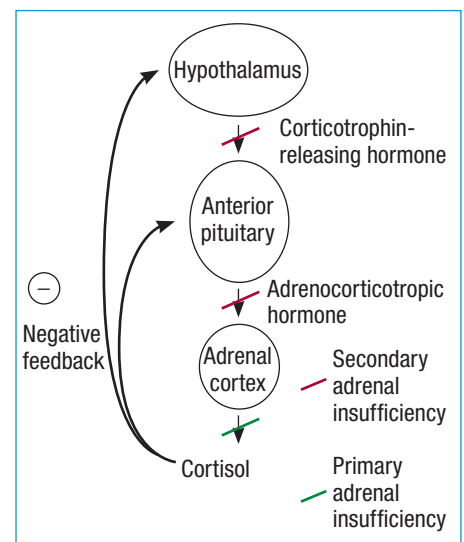 Hypothalamus
Corticotrophin-
releasing hormone
Anterior
pituitary
Adrenocorticotropic
hormone
−
Negative
feedback
Adrenal
cortex
Secondary
adrenal
insufficiency
Cortisol
Primary
adrenal
insufficiency